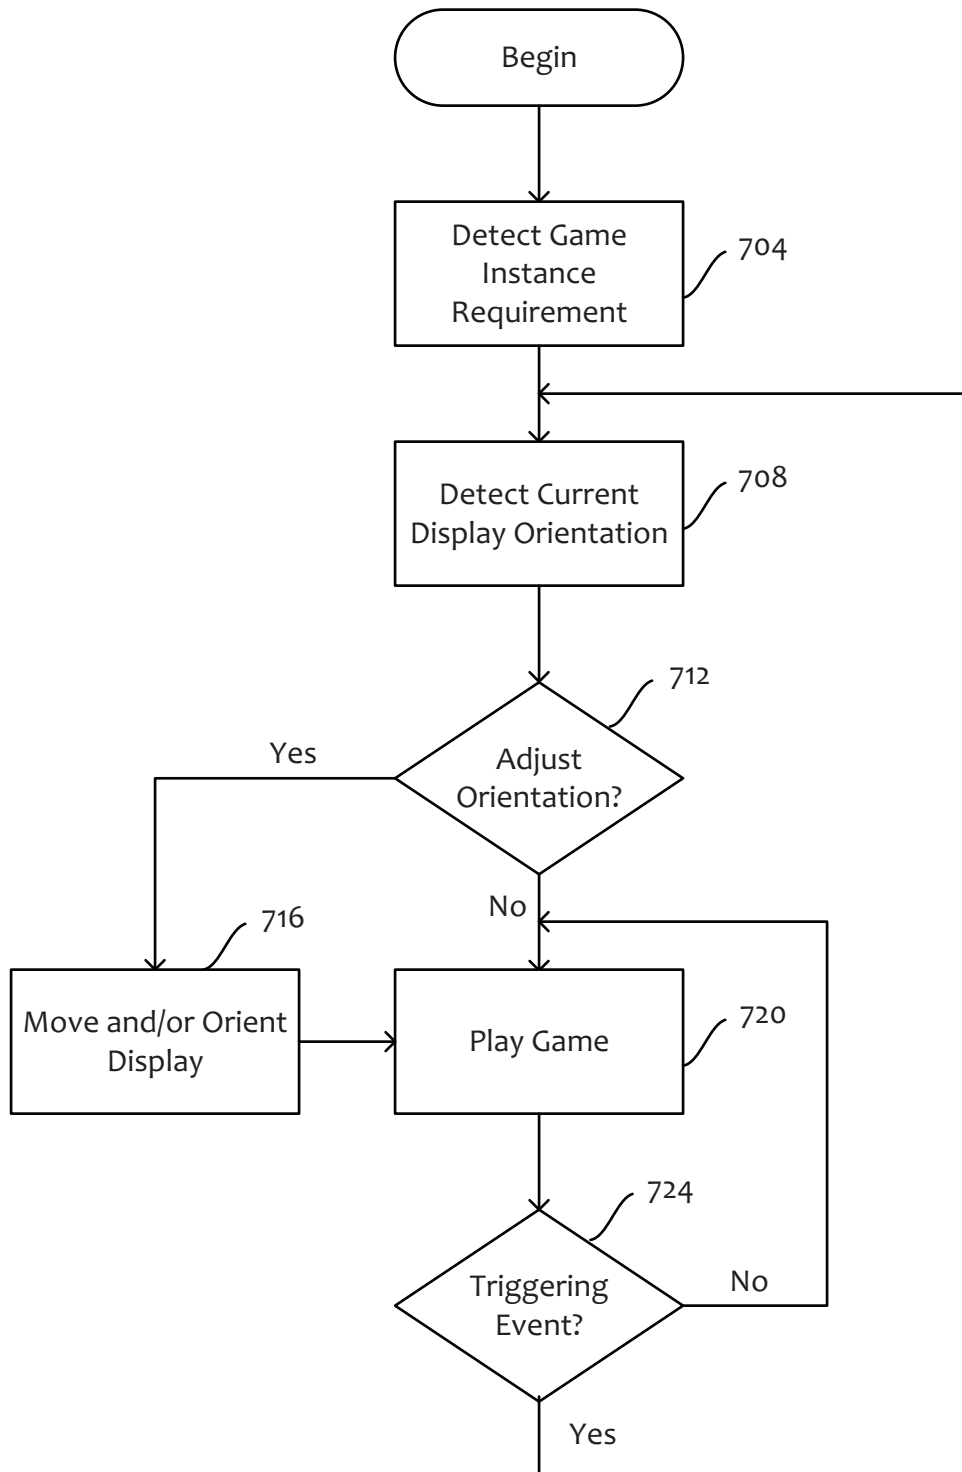 Begin
Detect Game
Instance
Requirement
704
Detect Current
Display Orientation
708
712
Adjust
Orientation?
Yes
No
716
Move and/or Orient
Display
Play Game
720
724
Triggering
Event?
No
Yes